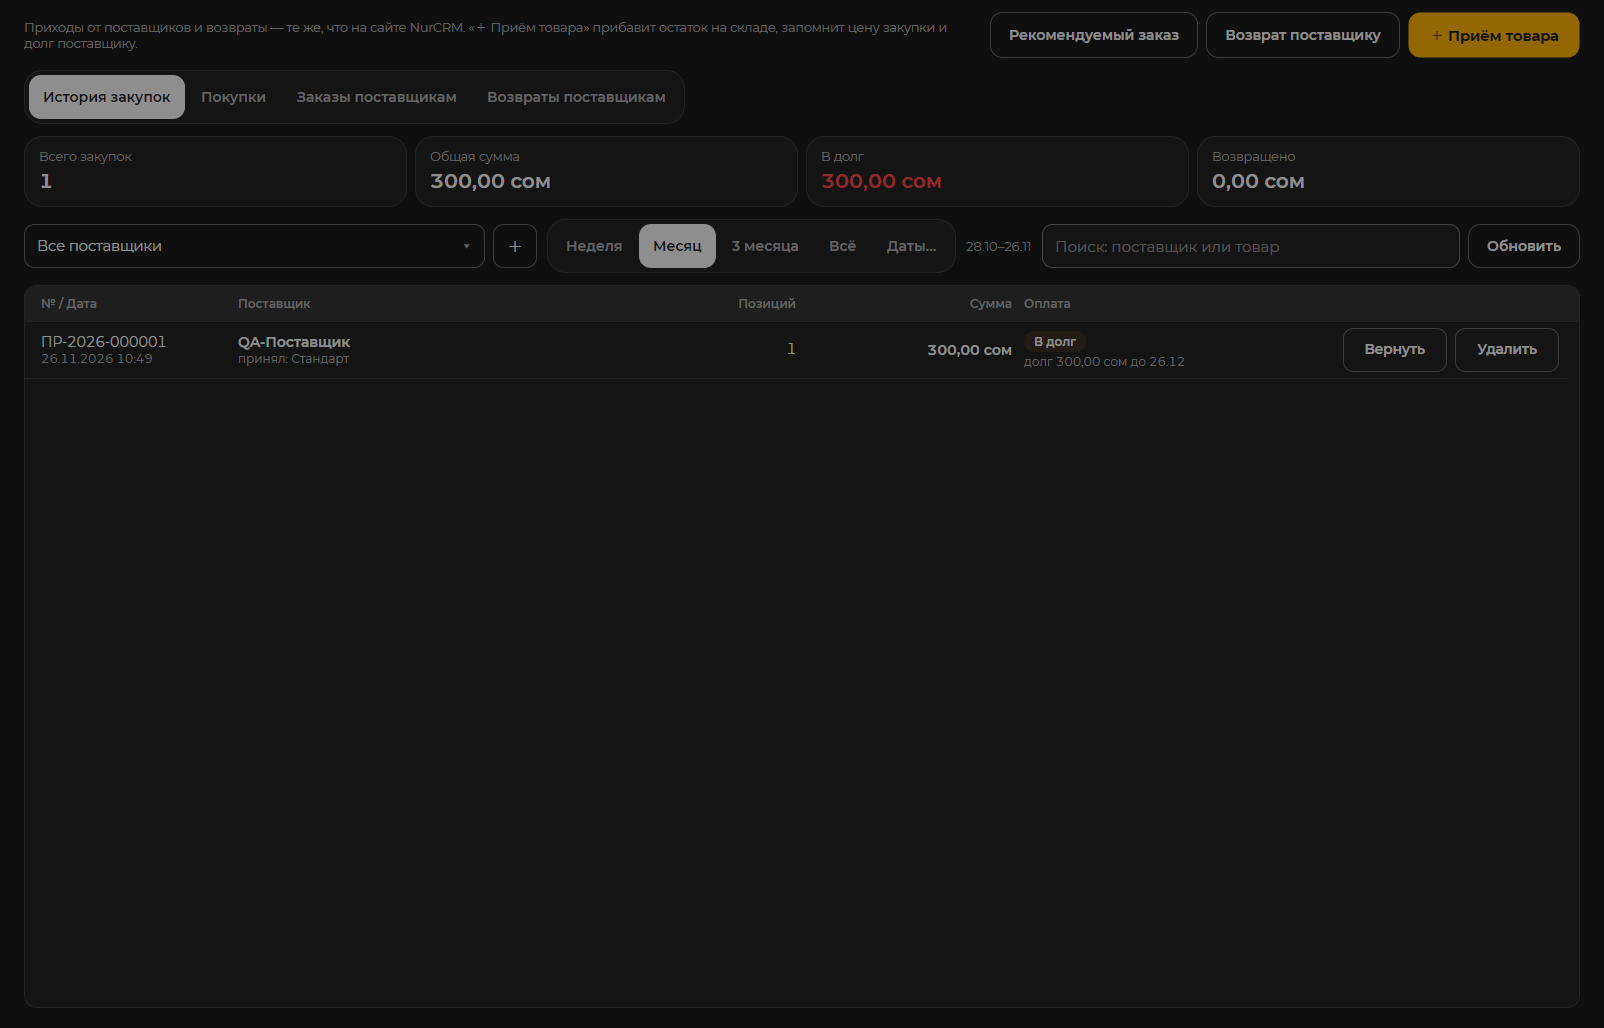 Приходы от поставщиков и возвраты — те же, что на сайте NurCRM. «+ Приём товара» прибавит остаток на складе, запомнит цену закупки и
долг поставщику.
Рекомендуемый заказ
Возврат поставщику
+ Приём товара
История закупок
Покупки
Заказы поставщикам
Возвраты поставщикам
Всего закупок
1
Общая сумма
300,00 сом
В долг
300,00 сом
Возвращено
0,00 сом
Все поставщики
+
Неделя
Месяц
3 месяца
Всё
Даты...
28.10–26.11
Поиск: поставщик или товар
Обновить
№ / Дата
Поставщик
Позиций
Сумма
Оплата
ПР-2026-000001
26.11.2026 10:49
QA-Поставщик
принял: Стандарт
1
300,00 сом
В долг
долг 300,00 сом до 26.12
Вернуть
Удалить